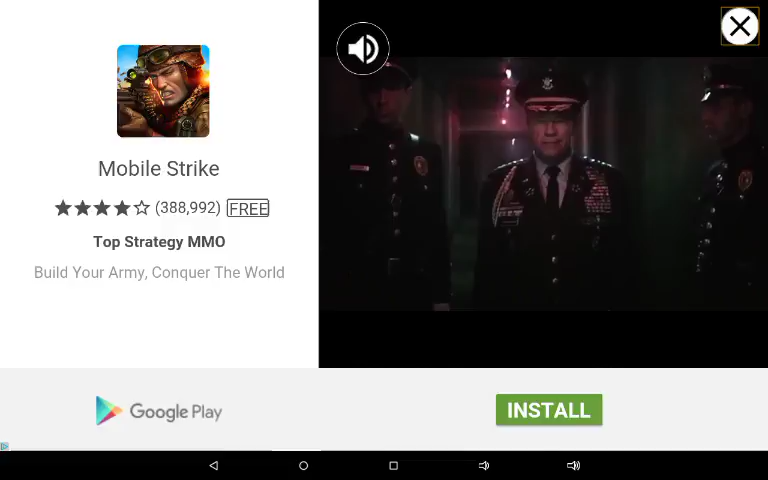 Mobile Strike
(388,992) FREE
Top Strategy MMO
Build Your Army, Conquer The World
Google Play
INSTALL